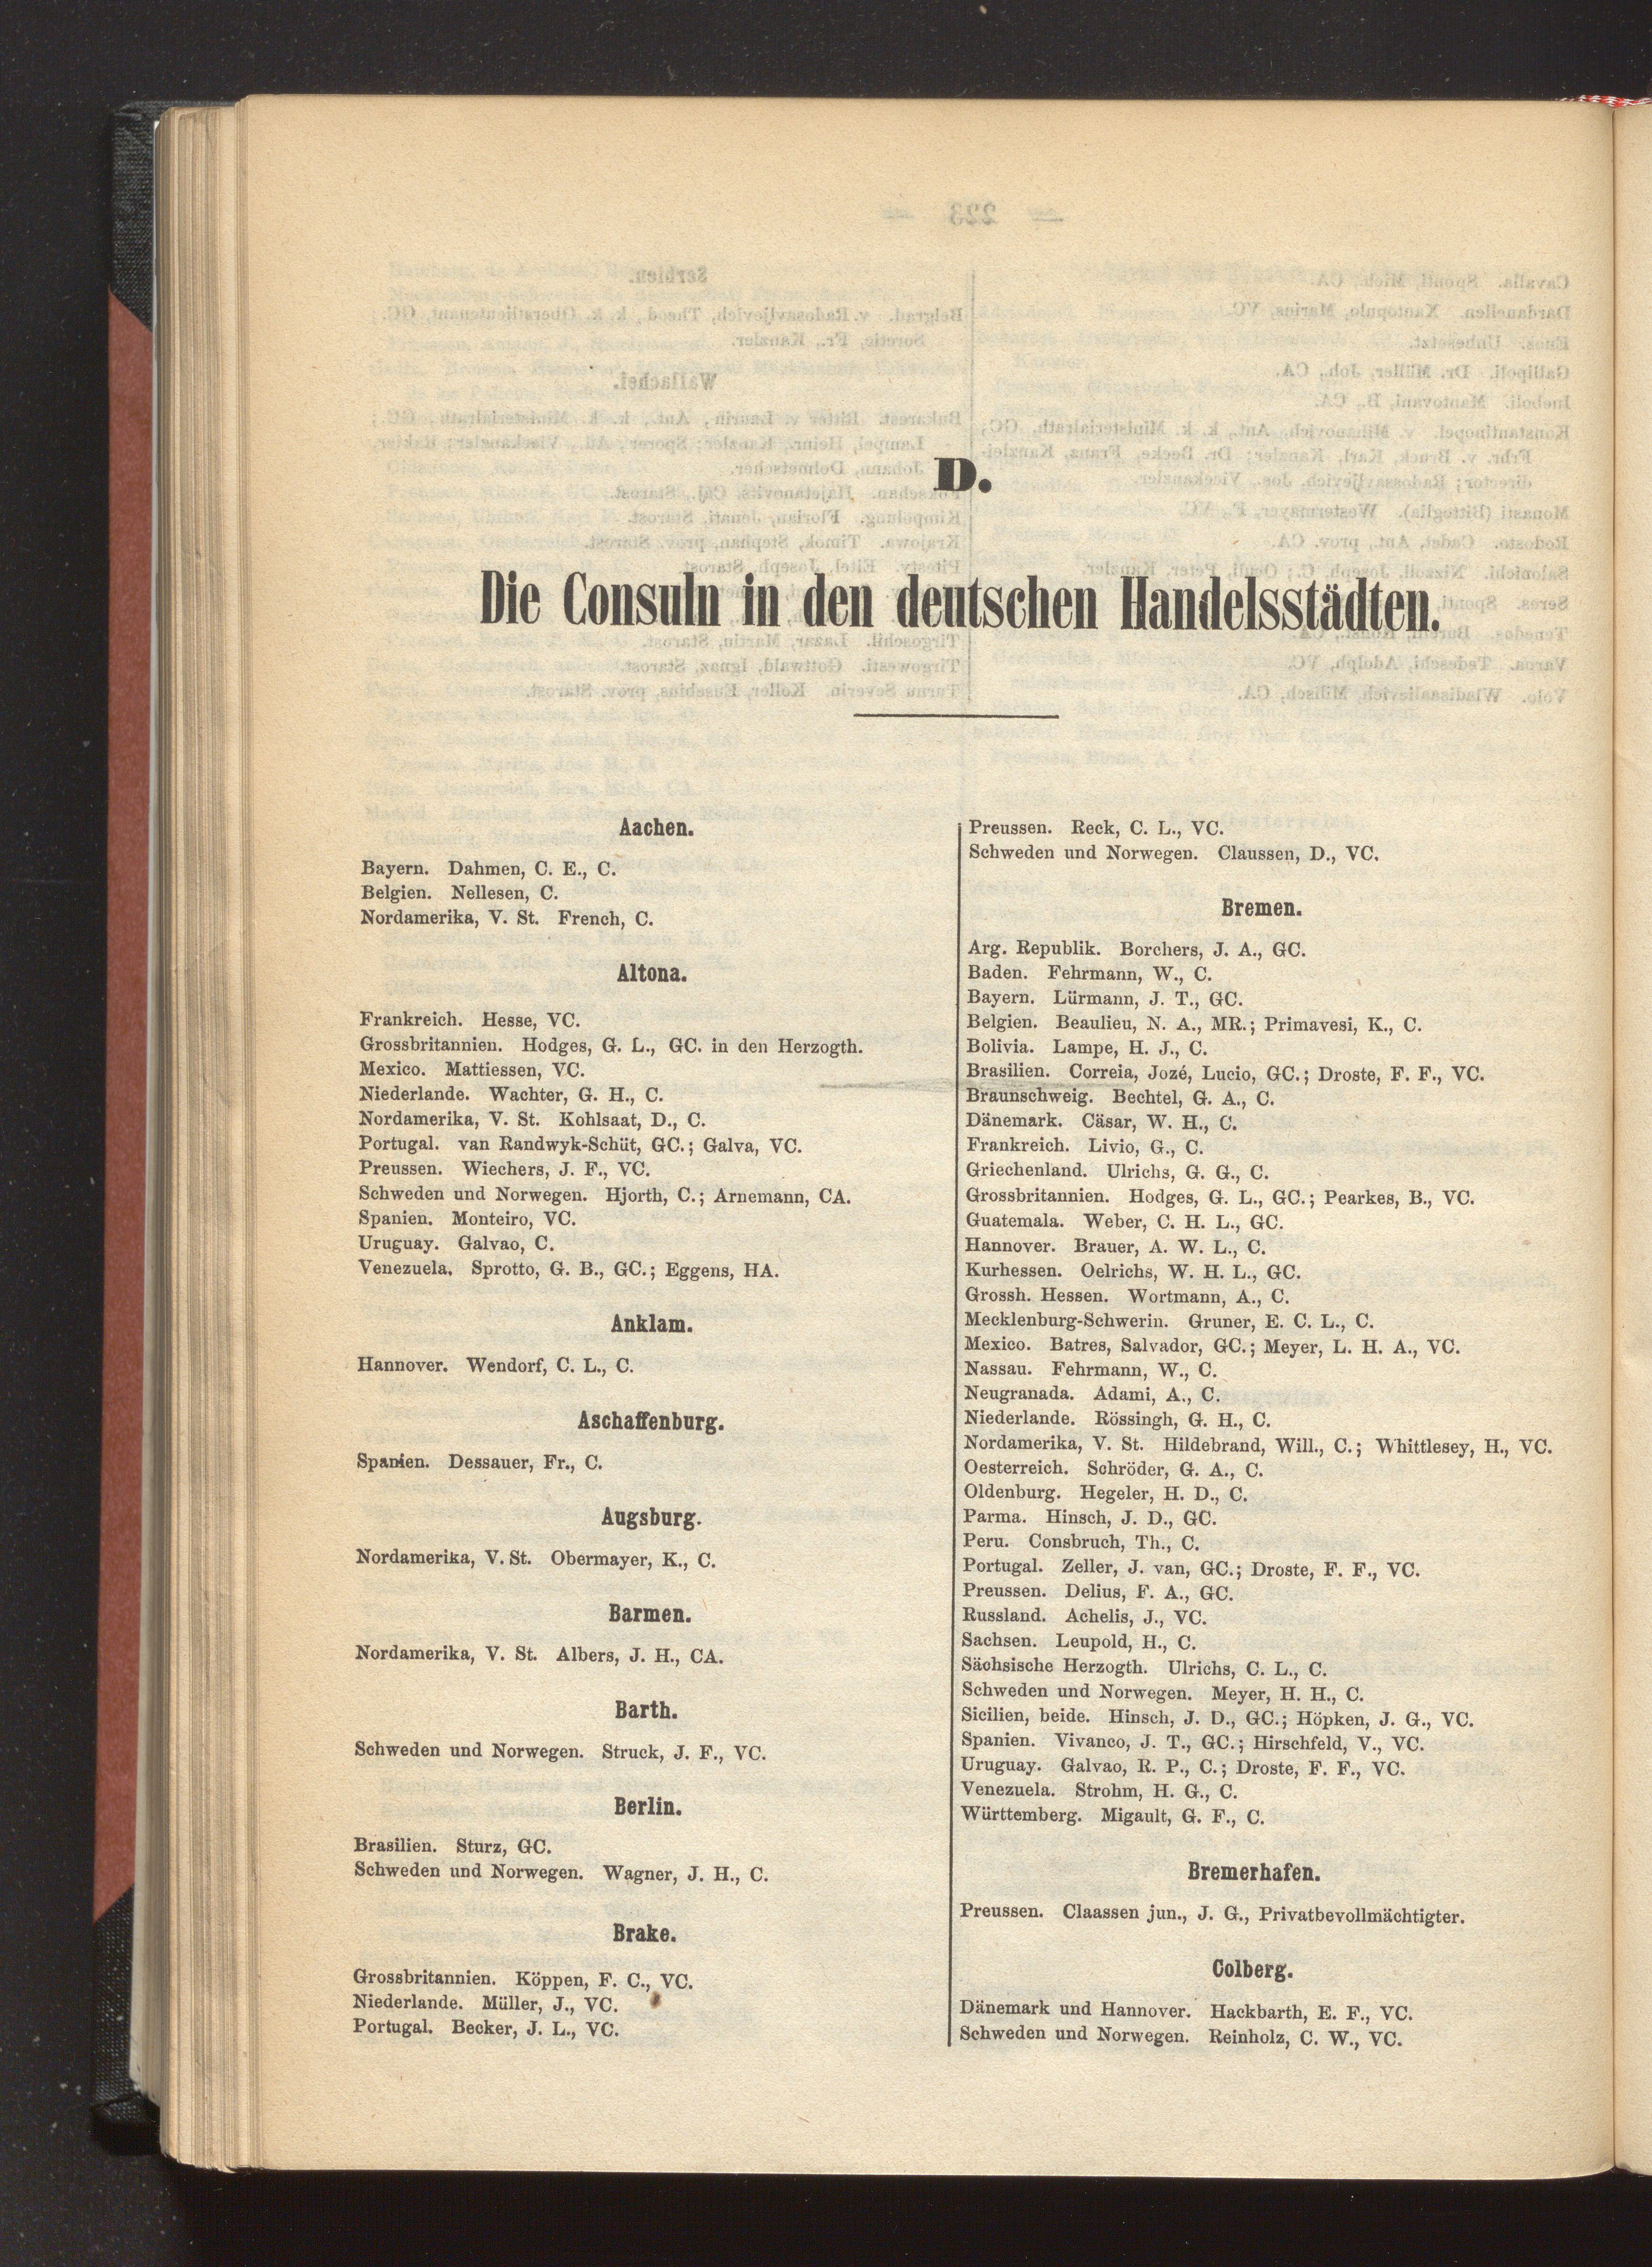 D.
Die Consuln in den deutschen Handelsstädten.
Aachen.
Bayern. Dahmen, C. E., C.
Belgien. Nellesen, C.
Nordamerika, V. St. French, C.
Altona.
Frankreich. Hesse, VC.
Grossbritannien. Hodges, G. L., GC. in den Herzogth.
Mexico. Mattiessen, VC.
Niederlande. Wachter, G. H., C.
Nordamerika, V. St. Kohlsaat, D., C.
Portugal. van Randwyk-Schüt, GC.; Galva, VC.
Preussen. Wiechers, J. F., VC.
Schweden und Norwegen. Hjorth, C.; Arnemann, CA.
Spanien. Monteiro, VC.
Uruguay. Galvao, C.
Venezuela. Sprotto, G. B., GC.; Eggens, HA.
Anklam.
Hannover. Wendorf, C. L., C.
Aschaffenburg.
Spanien. Dessauer, Fr., C.
Augsburg.
Nordamerika, V. St. Obermayer, K., C.
Barmen.
Nordamerika, V. St. Albers, J. H., CA.
Barth.
Schweden und Norwegen. Struck, J. F., VC.
Berlin.
Brasilien. Sturz, GC.
Schweden und Norwegen. Wagner, J. H., C.
Brake.
Grossbritannien. Köppen, F. C., VC.
Niederlande. Müller, J., VC.
Portugal. Becker, J. L., VC.
Preussen. Reck, C. L., VC.
Schweden und Norwegen. Claussen, D., VC.
Bremen.
Arg. Republik. Borchers, J. A., GC.
Baden. Fehrmann, W., C.
Bayern. Lürmann, J. T., GC.
Belgien. Beaulieu, N. A., MR.; Primavesi, K., C.
Bolivia. Lampe, H. J., C.
Brasilien. Correia, Jozé, Lucio, GC.; Droste, F. F., VC.
Braunschweig. Bechtel, G. A., C.
Dänemark. Cäsar, W. H., C.
Frankreich. Livio, G., C.
Griechenland. Ulrichs, G. G., C.
Grossbritannien. Hodges, G. L., GC.; Pearkes, B., VC.
Guatemala. Weber, C. H. L., GC.
Hannover. Brauer, A. W. L., C.
Kurhessen. Oelrichs, W. H. L., GC.
Grossh. Hessen. Wortmann, A., C.
Mecklenburg-Schwerin. Gruner, E. C. L., C.
Mexico. Batres, Salvador, GC.; Meyer, L. H. A., VC.
Nassau. Fehrmann, W., C.
Neugranada. Adami, A., C.
Niederlande. Rössingh, G. H., C.
Nordamerika, V. St. Hildebrand, Will., C.; Whittlesey, H., VC.
Oesterreich. Schröder, G. A., C.
Oldenburg. Hegeler, H. D., C.
Parma. Hinsch, J. D., GC.
Peru. Consbruch, Th., C.
Portugal. Zeller, J. van, GC.; Droste, F. F., VC.
Preussen. Delius, F. A., GC.
Russland. Achelis, J., VC.
Sachsen. Leupold, H., C.
Sächsische Herzogth. Ulrichs, C. L., C.
Schweden und Norwegen. Meyer, H. H., C.
Sicilien, beide. Hinsch, J. D., GC.; Höpken, J. G., VC.
Spanien. Vivanco, J. T., GC.; Hirschfeld, V., VC.
Uruguay. Galvao, R. P., C.; Droste, F. F., VC.
Venezuela. Strohm, H. G., C.
Württemberg. Migault, G. F., C.
Bremerhafen.
Preussen. Claassen jun., J. G., Privatbevollmächtigter.
Colberg.
Dänemark und Hannover. Hackbarth, E. F., VC.
Schweden und Norwegen. Reinholz, C. W., VC.